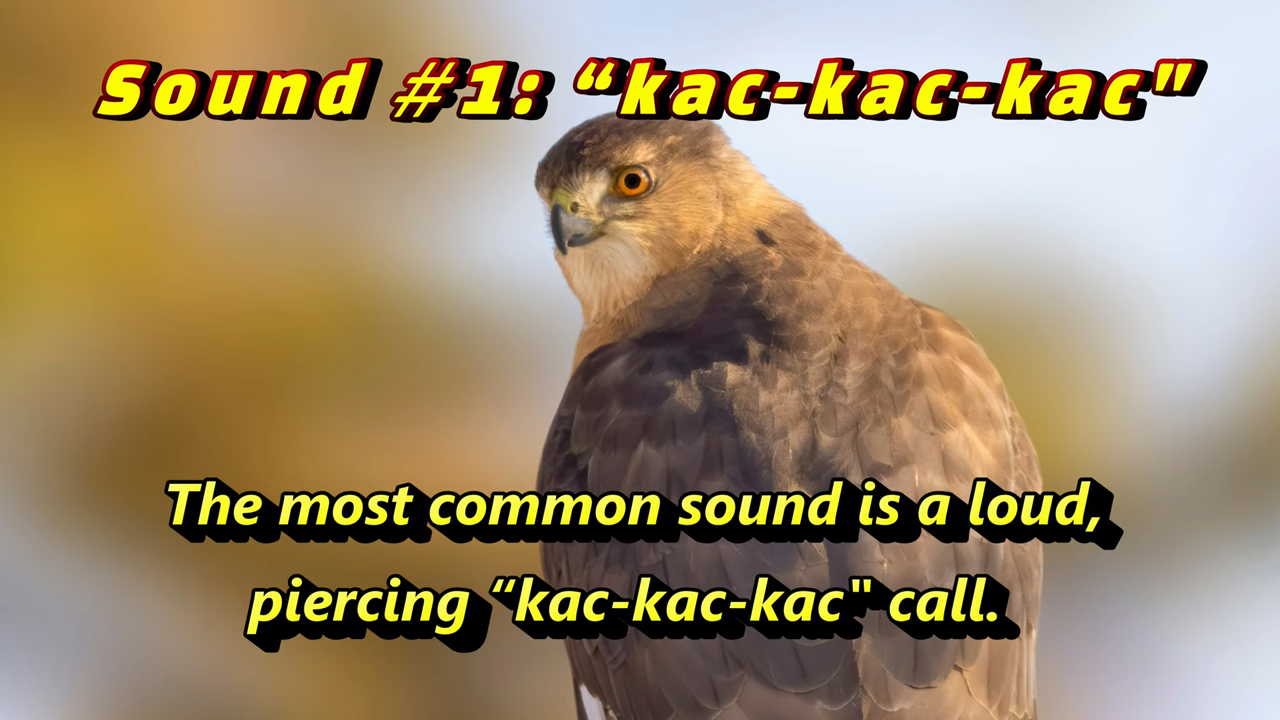 Sound #1: “kac-kac-kac"
The most common sound is a loud,
piercing “kac-kac-kac" call.